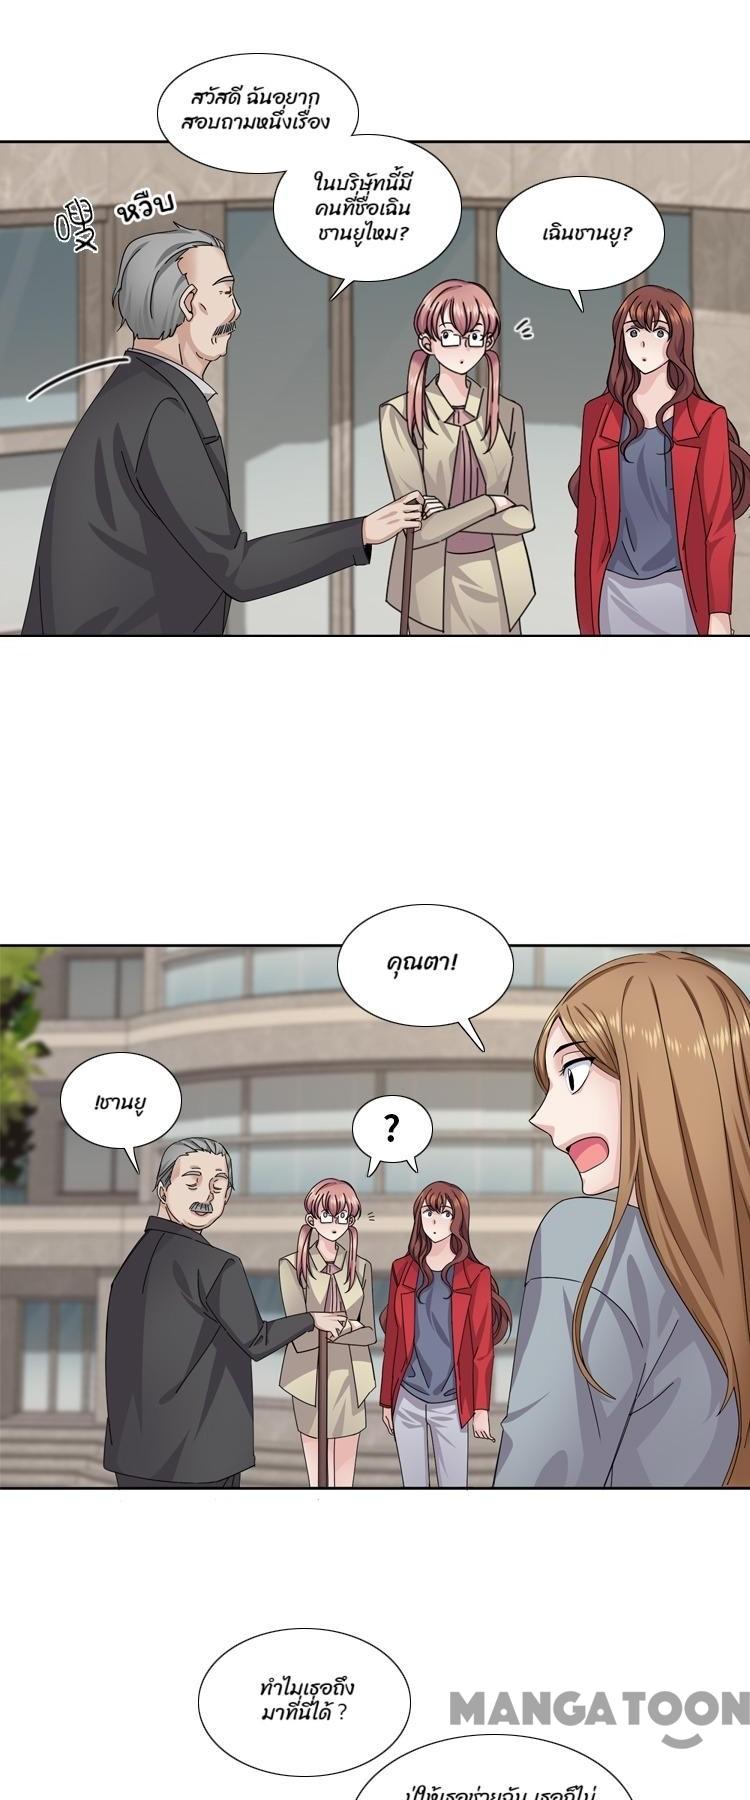 สวัสดี ฉันอยาก
สอบถามหนึ่งเรื่อง
嗖
หวืบ
ในบริษัทนี้มี
คนที่ชื่อเฉิน
ชานยูไหม?
เฉินชานยู?
คุณตา!
!ชานยู
?
ทำไมเธอถึง
มาที่นี่ได้ ?
MANGATOON